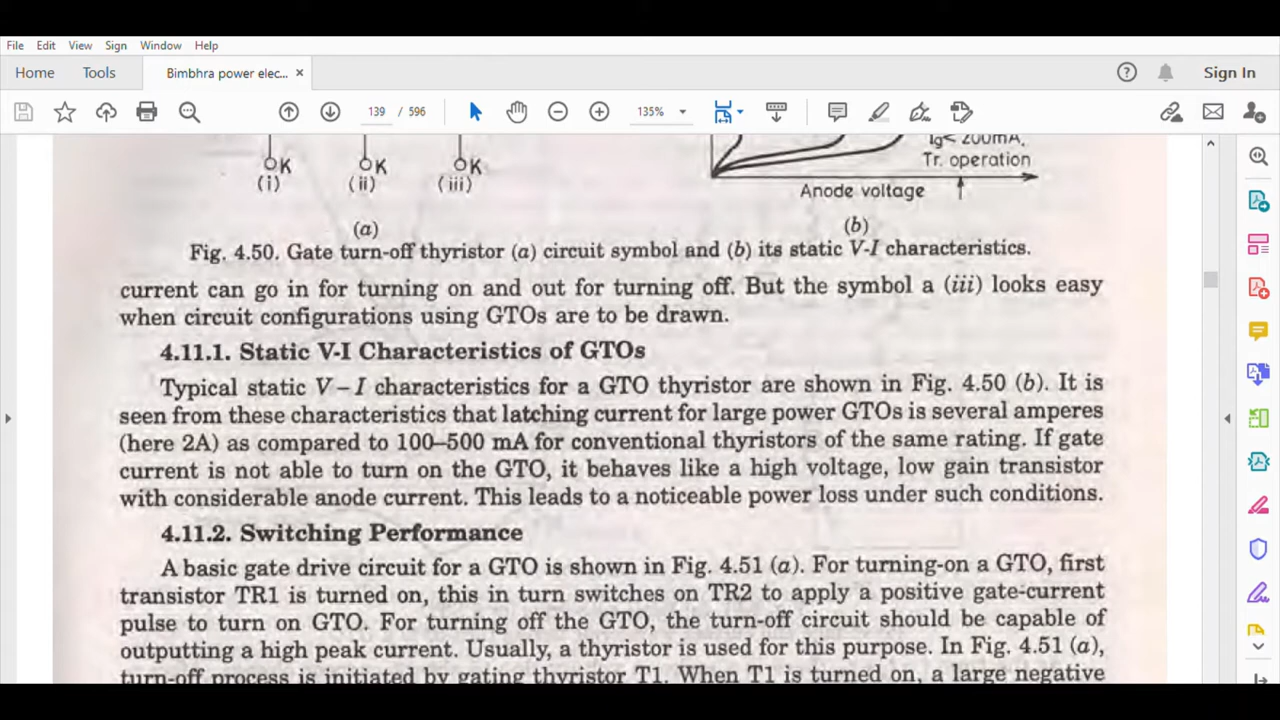 File Edit View Sign Window Help
Home Tools Bimbhra power elec... × Sign In
139 / 596 135%
K K K
(i) (ii) (iii)
Ig< 200mA,
Tr. operation
Anode voltage
(a) (b)
Fig. 4.50. Gate turn-off thyristor (a) circuit symbol and (b) its static V-I characteristics.
current can go in for turning on and out for turning off. But the symbol a (iii) looks easy
when circuit configurations using GTOs are to be drawn.
4.11.1. Static V-I Characteristics of GTOs
Typical static V – I characteristics for a GTO thyristor are shown in Fig. 4.50 (b). It is
seen from these characteristics that latching current for large power GTOs is several amperes
(here 2A) as compared to 100–500 mA for conventional thyristors of the same rating. If gate
current is not able to turn on the GTO, it behaves like a high voltage, low gain transistor
with considerable anode current. This leads to a noticeable power loss under such conditions.
4.11.2. Switching Performance
A basic gate drive circuit for a GTO is shown in Fig. 4.51 (a). For turning-on a GTO, first
transistor TR1 is turned on, this in turn switches on TR2 to apply a positive gate-current
pulse to turn on GTO. For turning off the GTO, the turn-off circuit should be capable of
outputting a high peak current. Usually, a thyristor is used for this purpose. In Fig. 4.51 (a),
turn-off process is initiated by gating thyristor T1. When T1 is turned on, a large negative